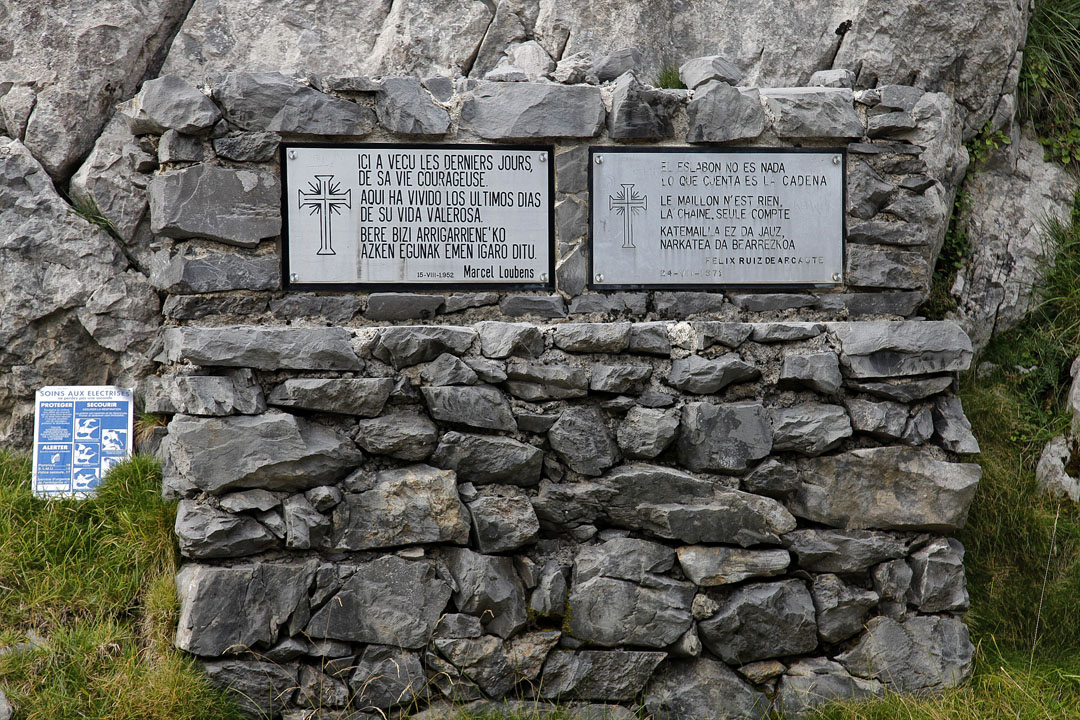 ICI A VECU LES DERNIERS JOURS,
DE SA VIE COURAGEUSE.
AQUI HA VIVIDO LOS ULTIMOS DIAS
DE SU VIDA VALEROSA.
BERE BIZI ARRIGARRIENE'KO
AZKEN EGUNAK EMEN IGARO DITU.
15-VIII-1952 Marcel Loubens
EL ESLABON NO ES NADA
LO QUE CUENTA ES LA CADENA
LE MAILLON N'EST RIEN,
LA CHAINE, SEULE COMPTE
KATEMAILLA EZ DA JAUZ,
NARKATEA DA BEARREZKOA
FELIX RUIZ DE ARCAUTE
SOINS AUX ELECTRISES
PROTEGER
SECOURIR
ALERTER